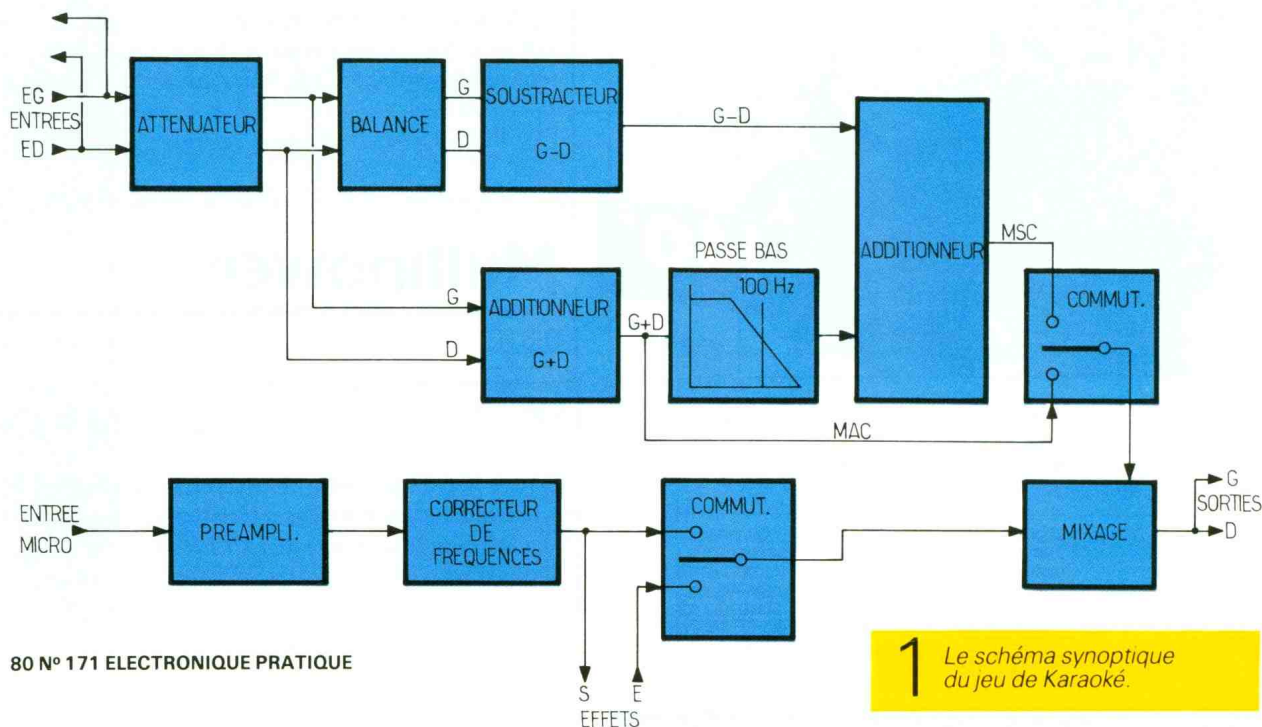 EG
ENTREES
ED
ATTENUATEUR
BALANCE
G
D
SOUSTRACTEUR
G-D
G-D
ADDITIONNEUR
MSC
COMMUT.
G
D
ADDITIONNEUR
G+D
G+D
PASSE BAS
100 Hz
MAC
ENTREE
MICRO
PREAMPLI.
CORRECTEUR
DE
FREQUENCES
COMMUT.
MIXAGE
G
SORTIES
D
S E
EFFETS
80 Nº 171 ELECTRONIQUE PRATIQUE
1 Le schéma synoptique
du jeu de Karaoké.